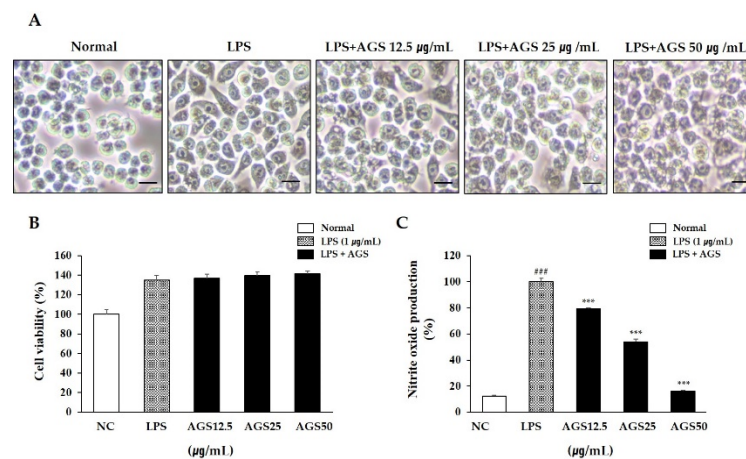 A
Normal LPS LPS+AGS 12.5 μg/mL LPS+AGS 25 μg /mL LPS+AGS 50 μg /mL
B
Normal
LPS (1 μg/mL)
LPS + AGS
Cell viability (%)
160
140
120
100
80
60
40
20
0
NC LPS AGS12.5 AGS25 AGS50
(μg/mL)
C
Normal
LPS (1 μg/mL)
LPS + AGS
Nitrite oxide production
(%)
120
100
80
60
40
20
0
###
***
***
***
NC LPS AGS12.5 AGS25 AGS50
(μg/mL)